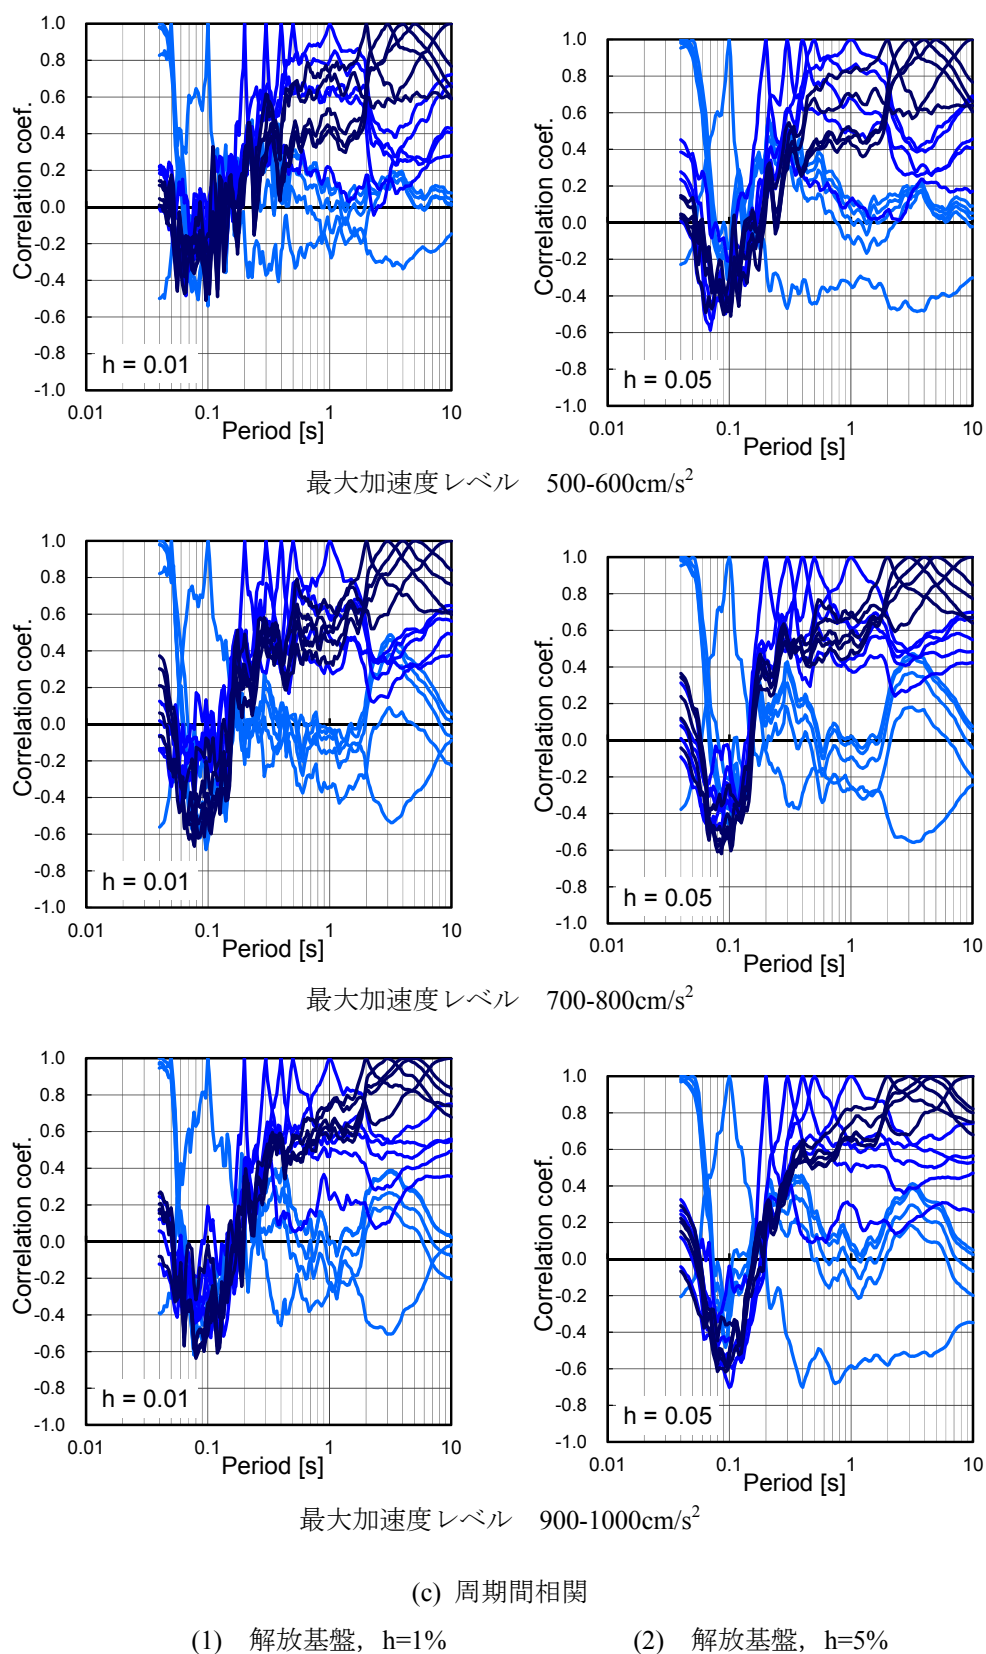 1.0
0.8
0.6
0.4
0.2
0.0
-0.2
-0.4
-0.6
-0.8
-1.0
Correlation coef.
h = 0.01
0.01 0.1 1 10
Period [s]
1.0
0.8
0.6
0.4
0.2
0.0
-0.2
-0.4
-0.6
-0.8
-1.0
Correlation coef.
h = 0.05
0.01 0.1 1 10
Period [s]
最大加速度レベル 500-600cm/s²
1.0
0.8
0.6
0.4
0.2
0.0
-0.2
-0.4
-0.6
-0.8
-1.0
Correlation coef.
h = 0.01
0.01 0.1 1 10
Period [s]
1.0
0.8
0.6
0.4
0.2
0.0
-0.2
-0.4
-0.6
-0.8
-1.0
Correlation coef.
h = 0.05
0.01 0.1 1 10
Period [s]
最大加速度レベル 700-800cm/s²
1.0
0.8
0.6
0.4
0.2
0.0
-0.2
-0.4
-0.6
-0.8
-1.0
Correlation coef.
h = 0.01
0.01 0.1 1 10
Period [s]
1.0
0.8
0.6
0.4
0.2
0.0
-0.2
-0.4
-0.6
-0.8
-1.0
Correlation coef.
h = 0.05
0.01 0.1 1 10
Period [s]
最大加速度レベル 900-1000cm/s²
(c) 周期間相関
(1) 解放基盤，h=1%
(2) 解放基盤，h=5%